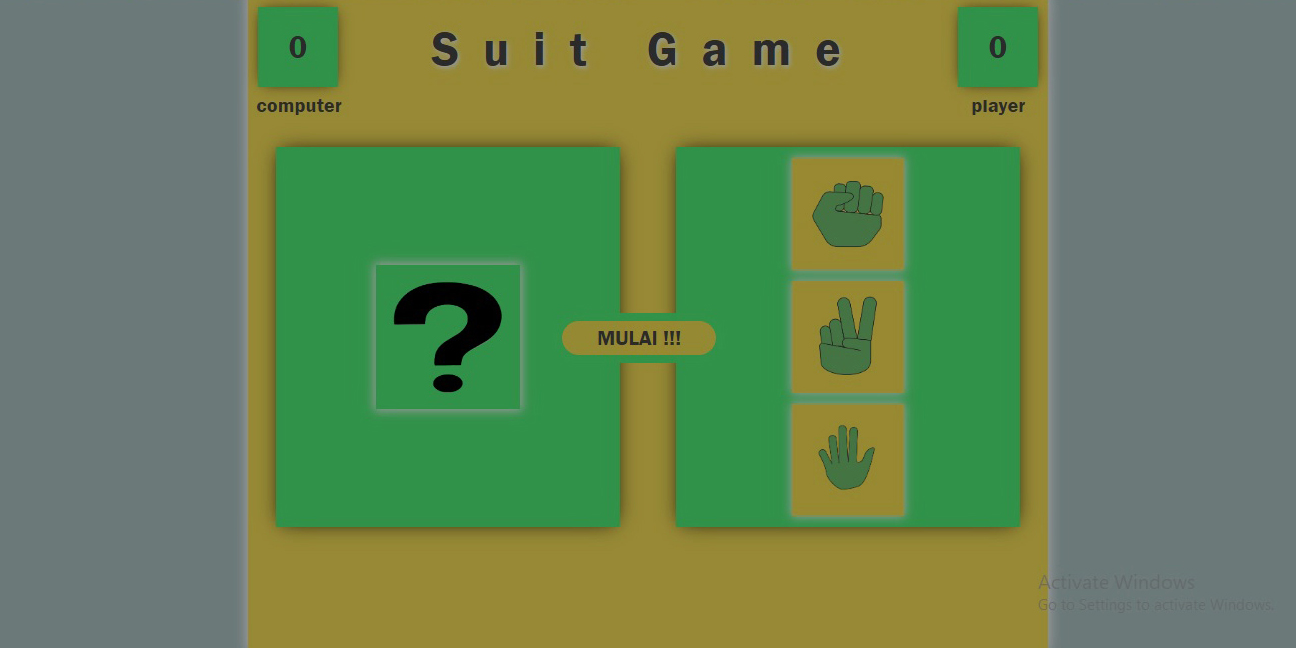 0
Suit Game
0
computer
player
?
MULAI !!!
Activate Windows
Go to Settings to activate Windows.